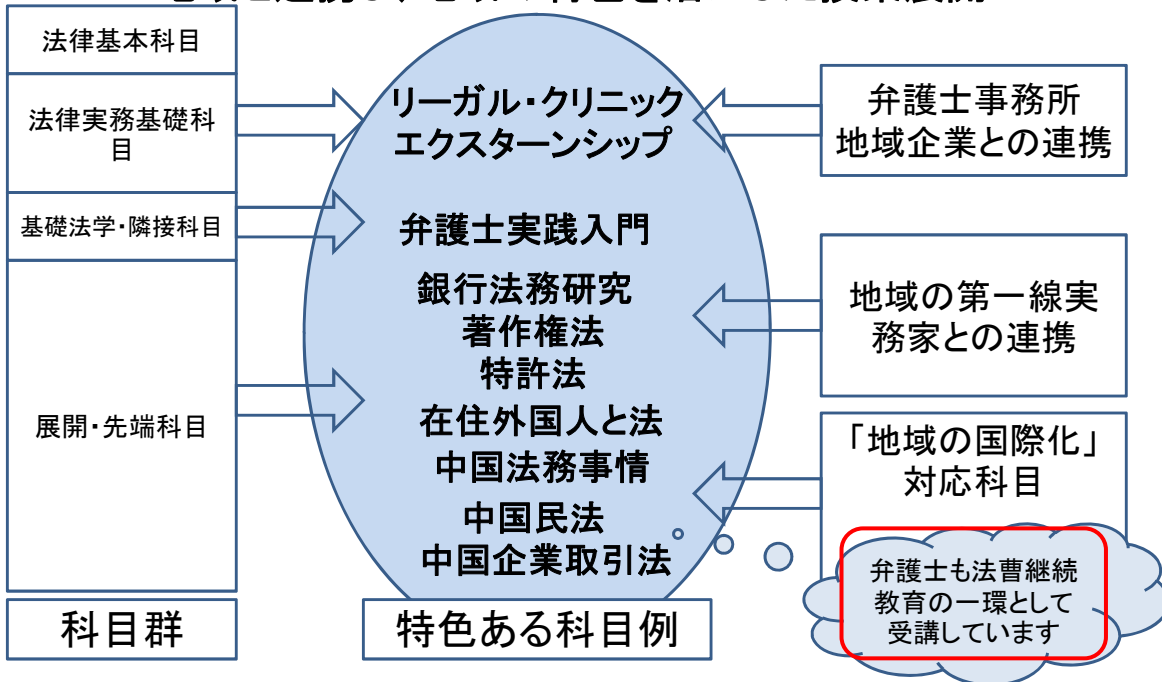 法律基本科目
法律実務基礎科
目
基礎法学・隣接科目
展開・先端科目
科目群
リーガル・クリニック
エクスターンシップ
弁護士実践入門
銀行法務研究
著作権法
特許法
在住外国人と法
中国法務事情
中国民法
中国企業取引法
特色ある科目例
弁護士事務所
地域企業との連携
地域の第一線実
務家との連携
「地域の国際化」
対応科目
弁護士も法曹継続
教育の一環として
受講しています